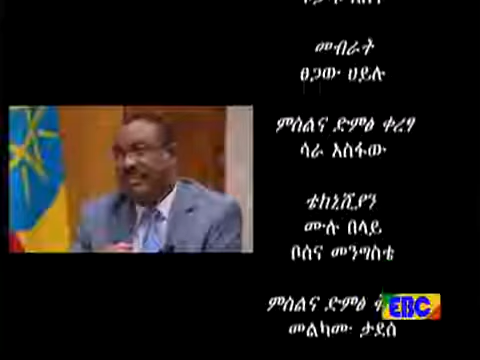 መብራት
ፀጋው ሀይሉ
ምስልና ድምፅ ቀረፃ
ሳራ አስፋው
ቴክኒሺያን
ሙሉ በላይ
ቦሰና መንግስቴ
ምስልና ድምፅ
EBC
መልካሙ ታደሰ